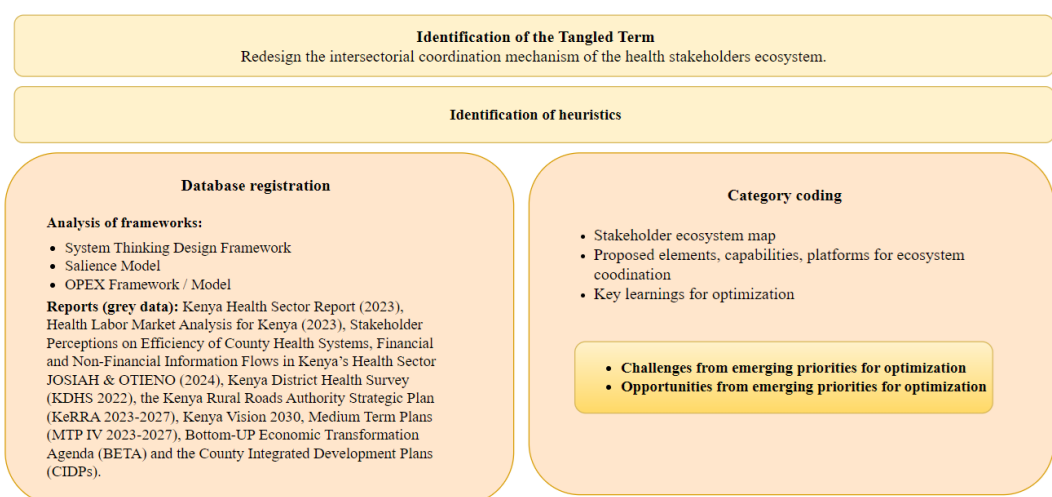 Identification of the Tangled Term
Redesign the intersectorial coordination mechanism of the health stakeholders ecosystem.
Identification of heuristics
Database registration
Analysis of frameworks:
• System Thinking Design Framework
• Salience Model
• OPEX Framework / Model
Reports (grey data): Kenya Health Sector Report (2023),
Health Labor Market Analysis for Kenya (2023), Stakeholder
Perceptions on Efficiency of County Health Systems, Financial
and Non-Financial Information Flows in Kenya's Health Sector
JOSIAH & OTIENO (2024), Kenya District Health Survey
(KDHS 2022), the Kenya Rural Roads Authority Strategic Plan
(KeRRA 2023-2027), Kenya Vision 2030, Medium Term Plans
(MTP IV 2023-2027), Bottom-UP Economic Transformation
Agenda (BETA) and the County Integrated Development Plans
(CIDPs).
Category coding
• Stakeholder ecosystem map
• Proposed elements, capabilities, platforms for ecosystem
coodination
• Key learnings for optimization
• Challenges from emerging priorities for optimization
• Opportunities from emerging priorities for optimization